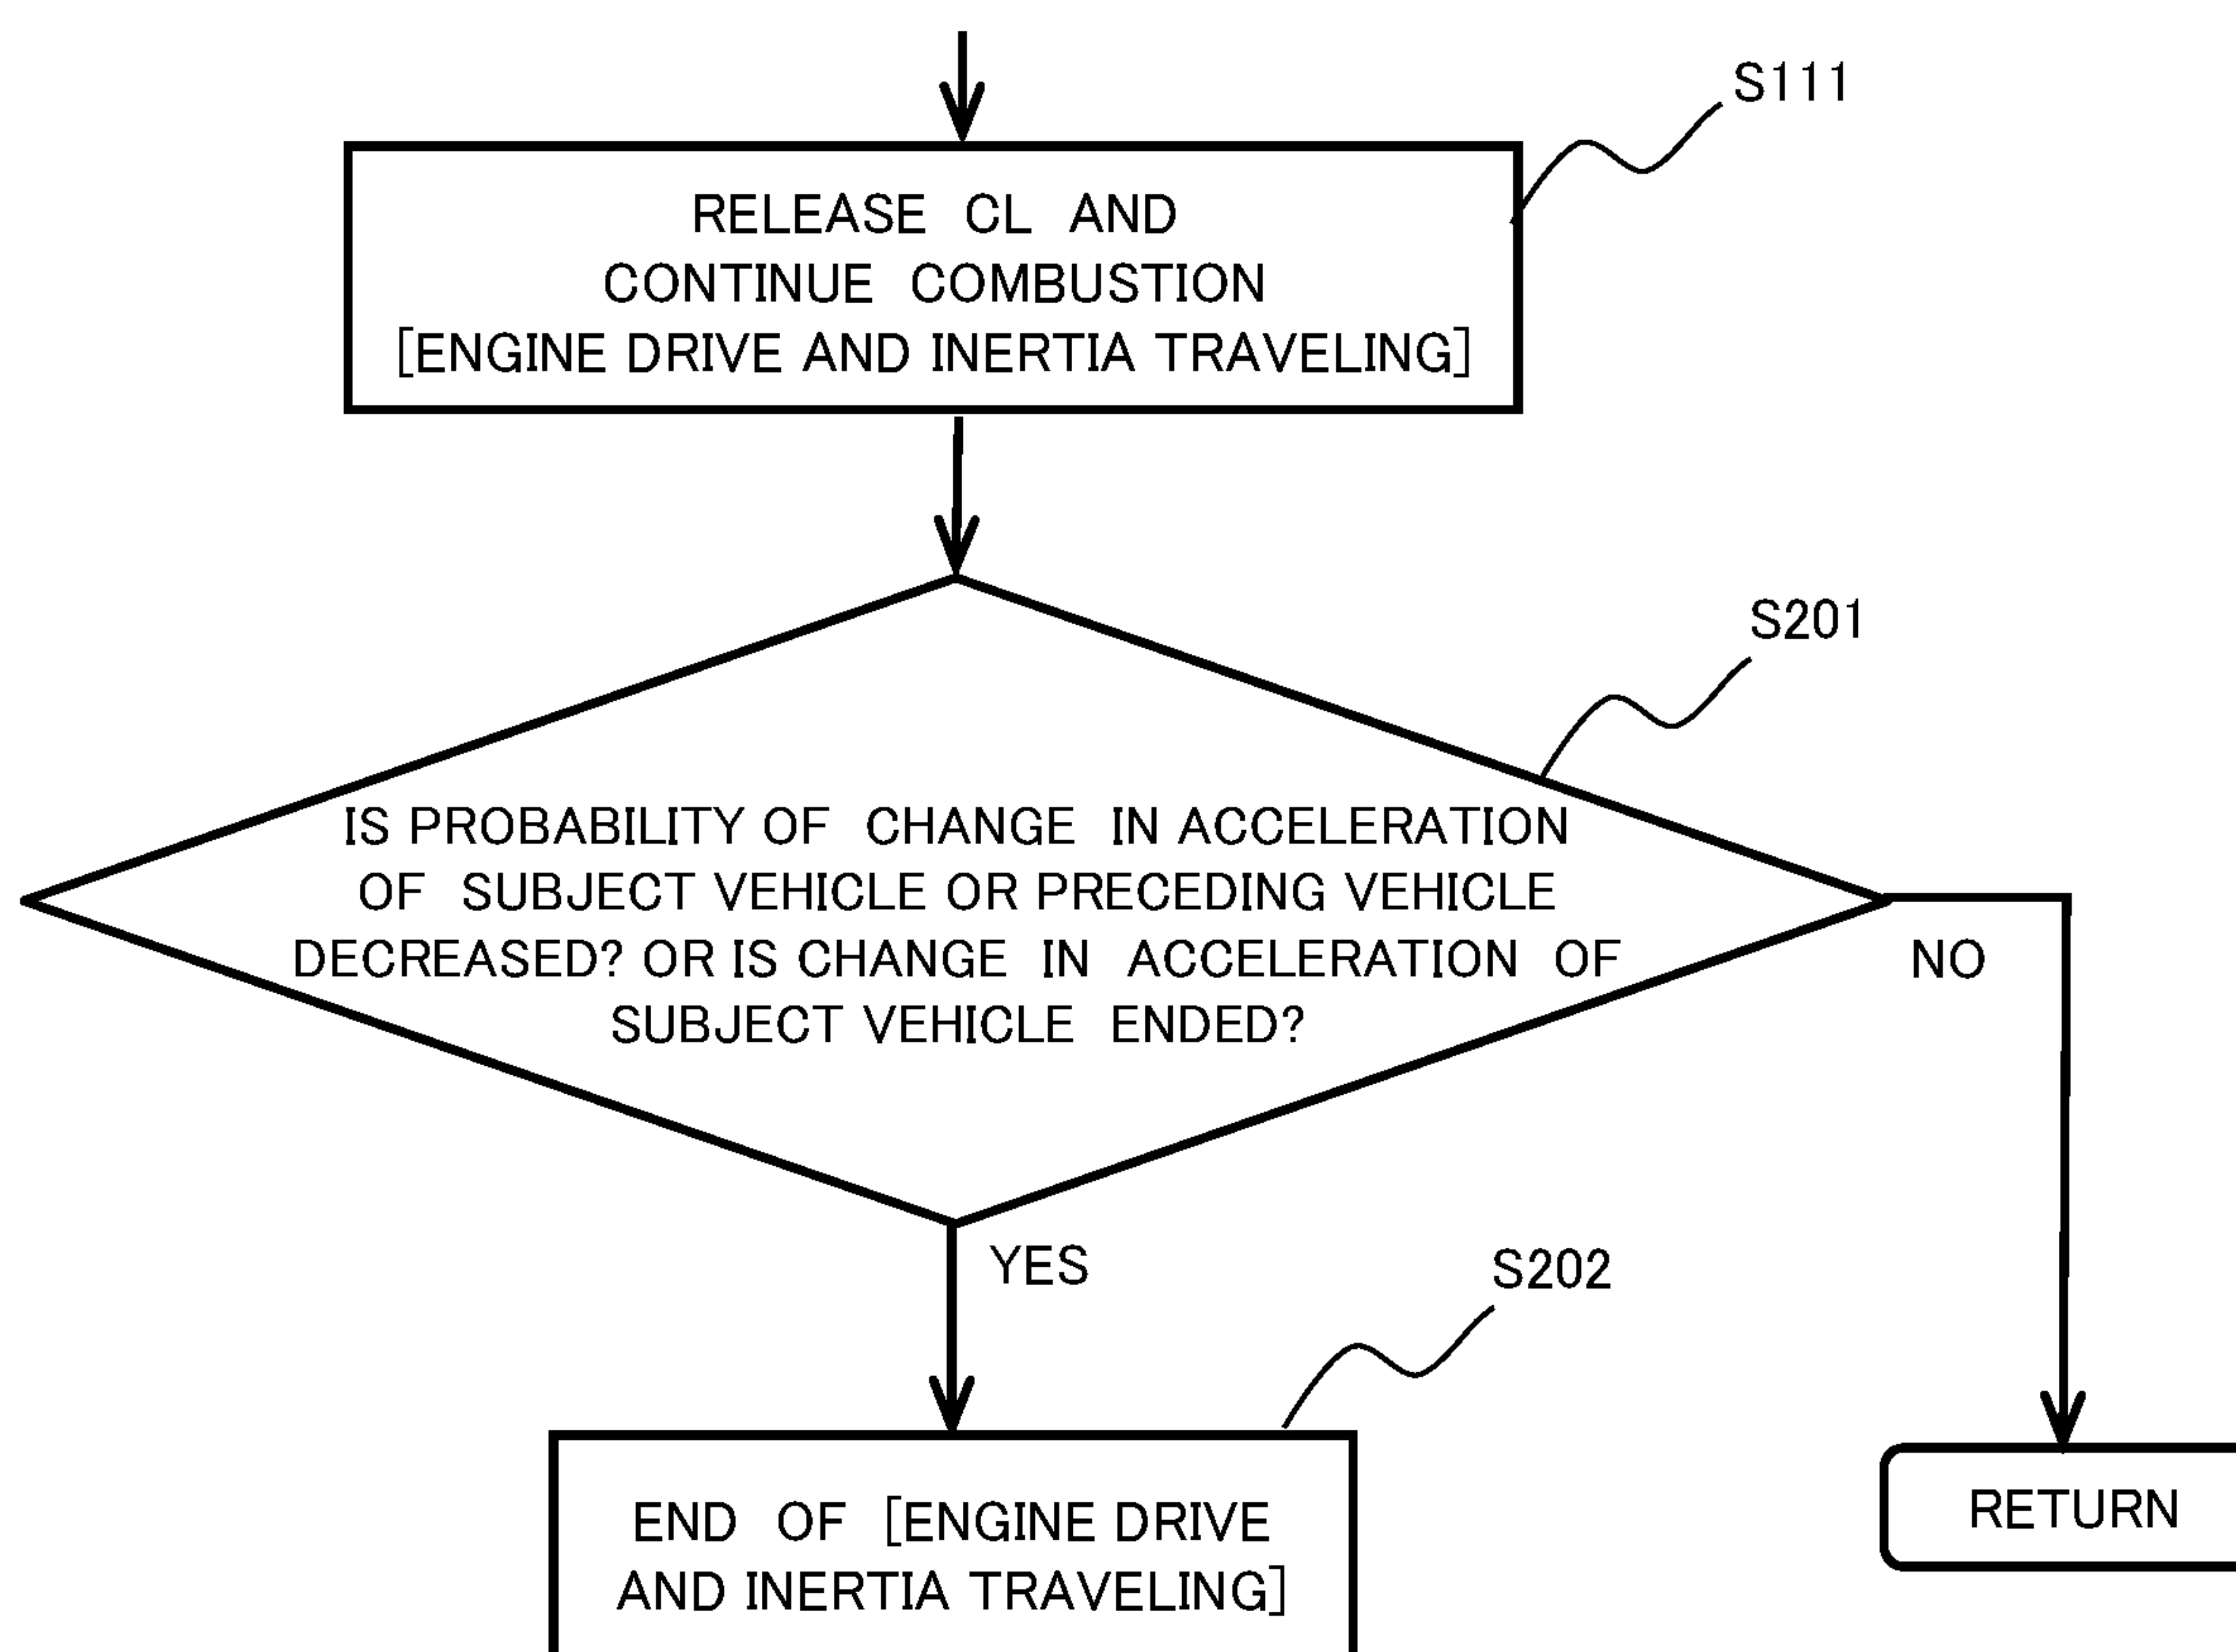 S111
RELEASE CL AND
CONTINUE COMBUSTION
[ENGINE DRIVE AND INERTIA TRAVELING]
S201
IS PROBABILITY OF CHANGE IN ACCELERATION
OF SUBJECT VEHICLE OR PRECEDING VEHICLE
DECREASED? OR IS CHANGE IN ACCELERATION OF
SUBJECT VEHICLE ENDED?
NO
YES
S202
END OF [ENGINE DRIVE
AND INERTIA TRAVELING]
RETURN